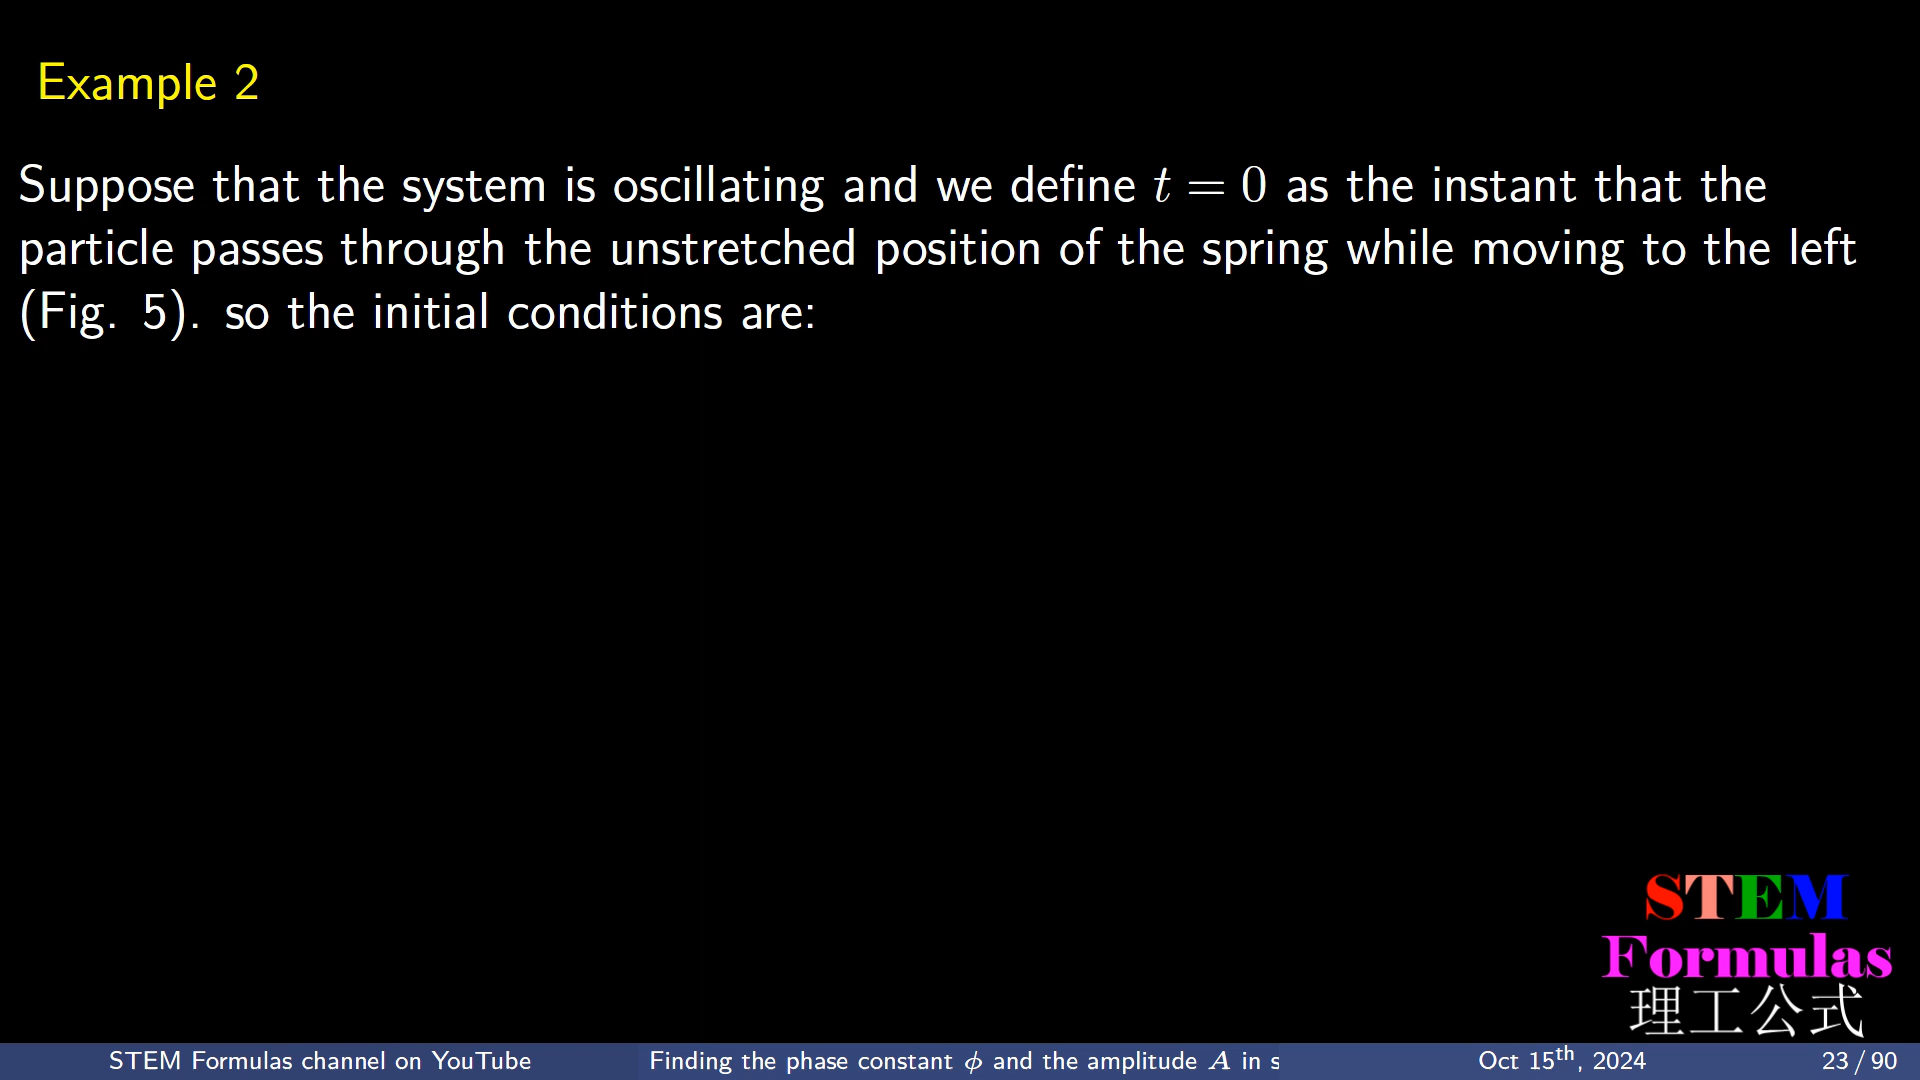 Example 2
Suppose that the system is oscillating and we define t = 0 as the instant that the
particle passes through the unstretched position of the spring while moving to the left
(Fig. 5). so the initial conditions are:
STEM
Formulas
理工公式
STEM Formulas channel on YouTube
Finding the phase constant ϕ and the amplitude A in s
Oct 15th, 2024
23 / 90